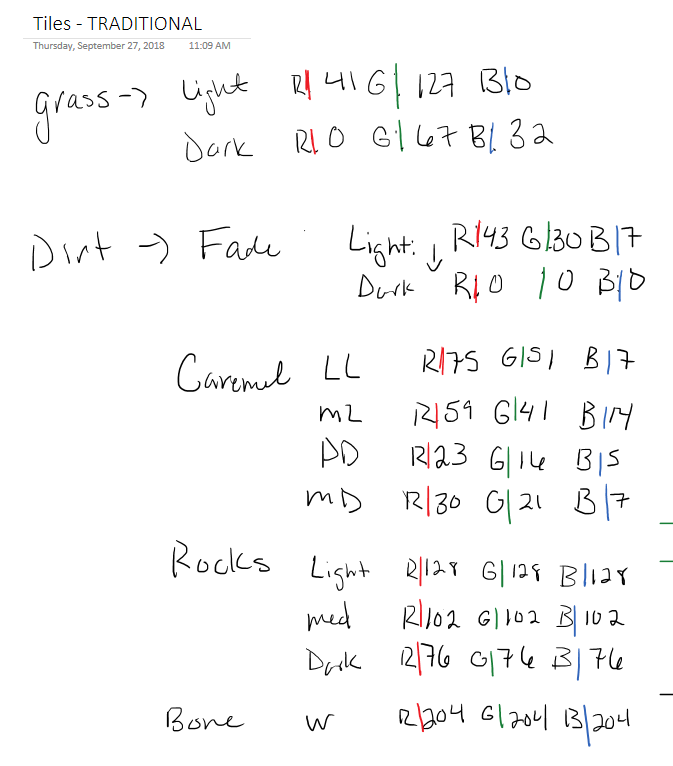 Tiles - TRADITIONAL
Thursday, September 27, 2018 11:09 AM
grass -> Light R| 41 G| 127 B|0
Dark R| 0 G| 67 B| 32
Dirt -> Fade Light: ↓ R|43 G|30 B|7
Dark R| 0 | 0 B|0
Caremel LL R|75 G|51 B|7
ML R|59 G|41 B|14
DD R|23 G|16 B|5
MD R|30 G|21 B|7
Rocks Light R|128 G|128 B|128
med R|102 G|102 B|102
Dark R|76 G|76 B|76
Bone W R|204 G|204 B|204